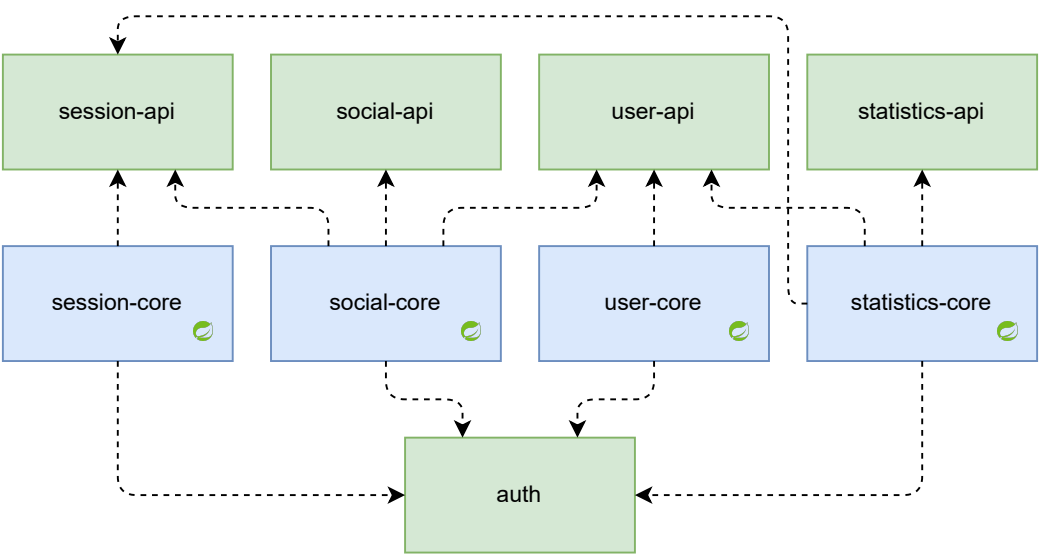 session-api
social-api
user-api
statistics-api
session-core
social-core
user-core
statistics-core
auth